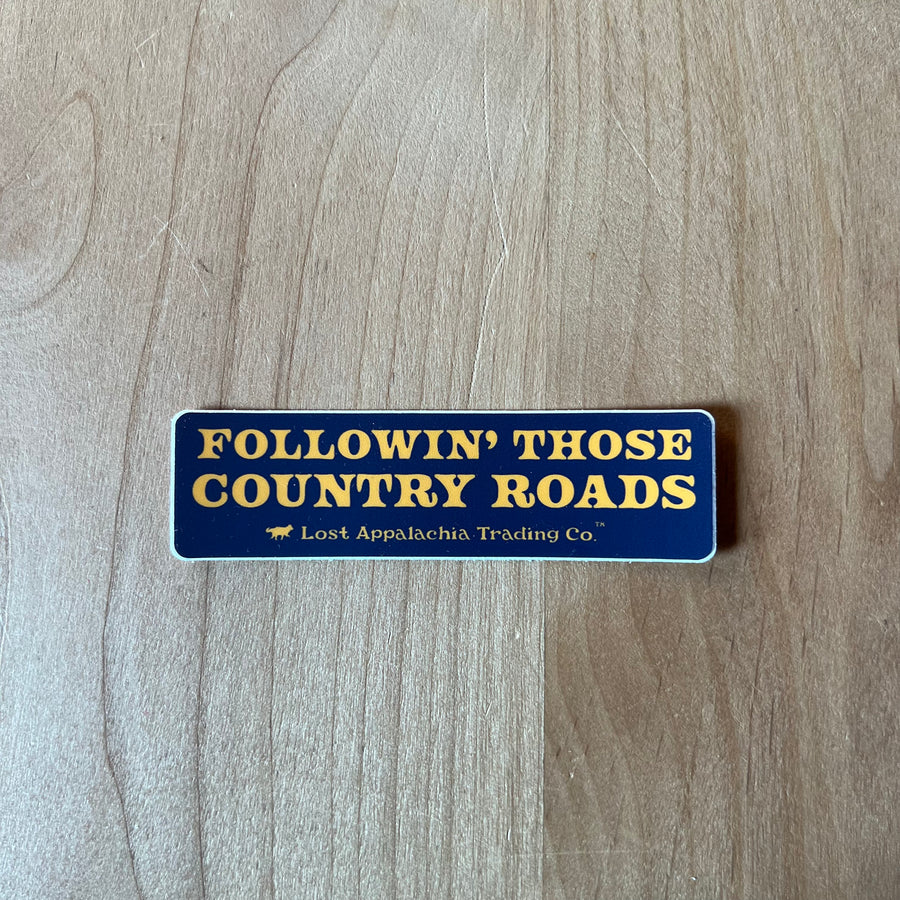 FOLLOWIN' THOSE
COUNTRY ROADS
Lost Appalachia Trading Co.™